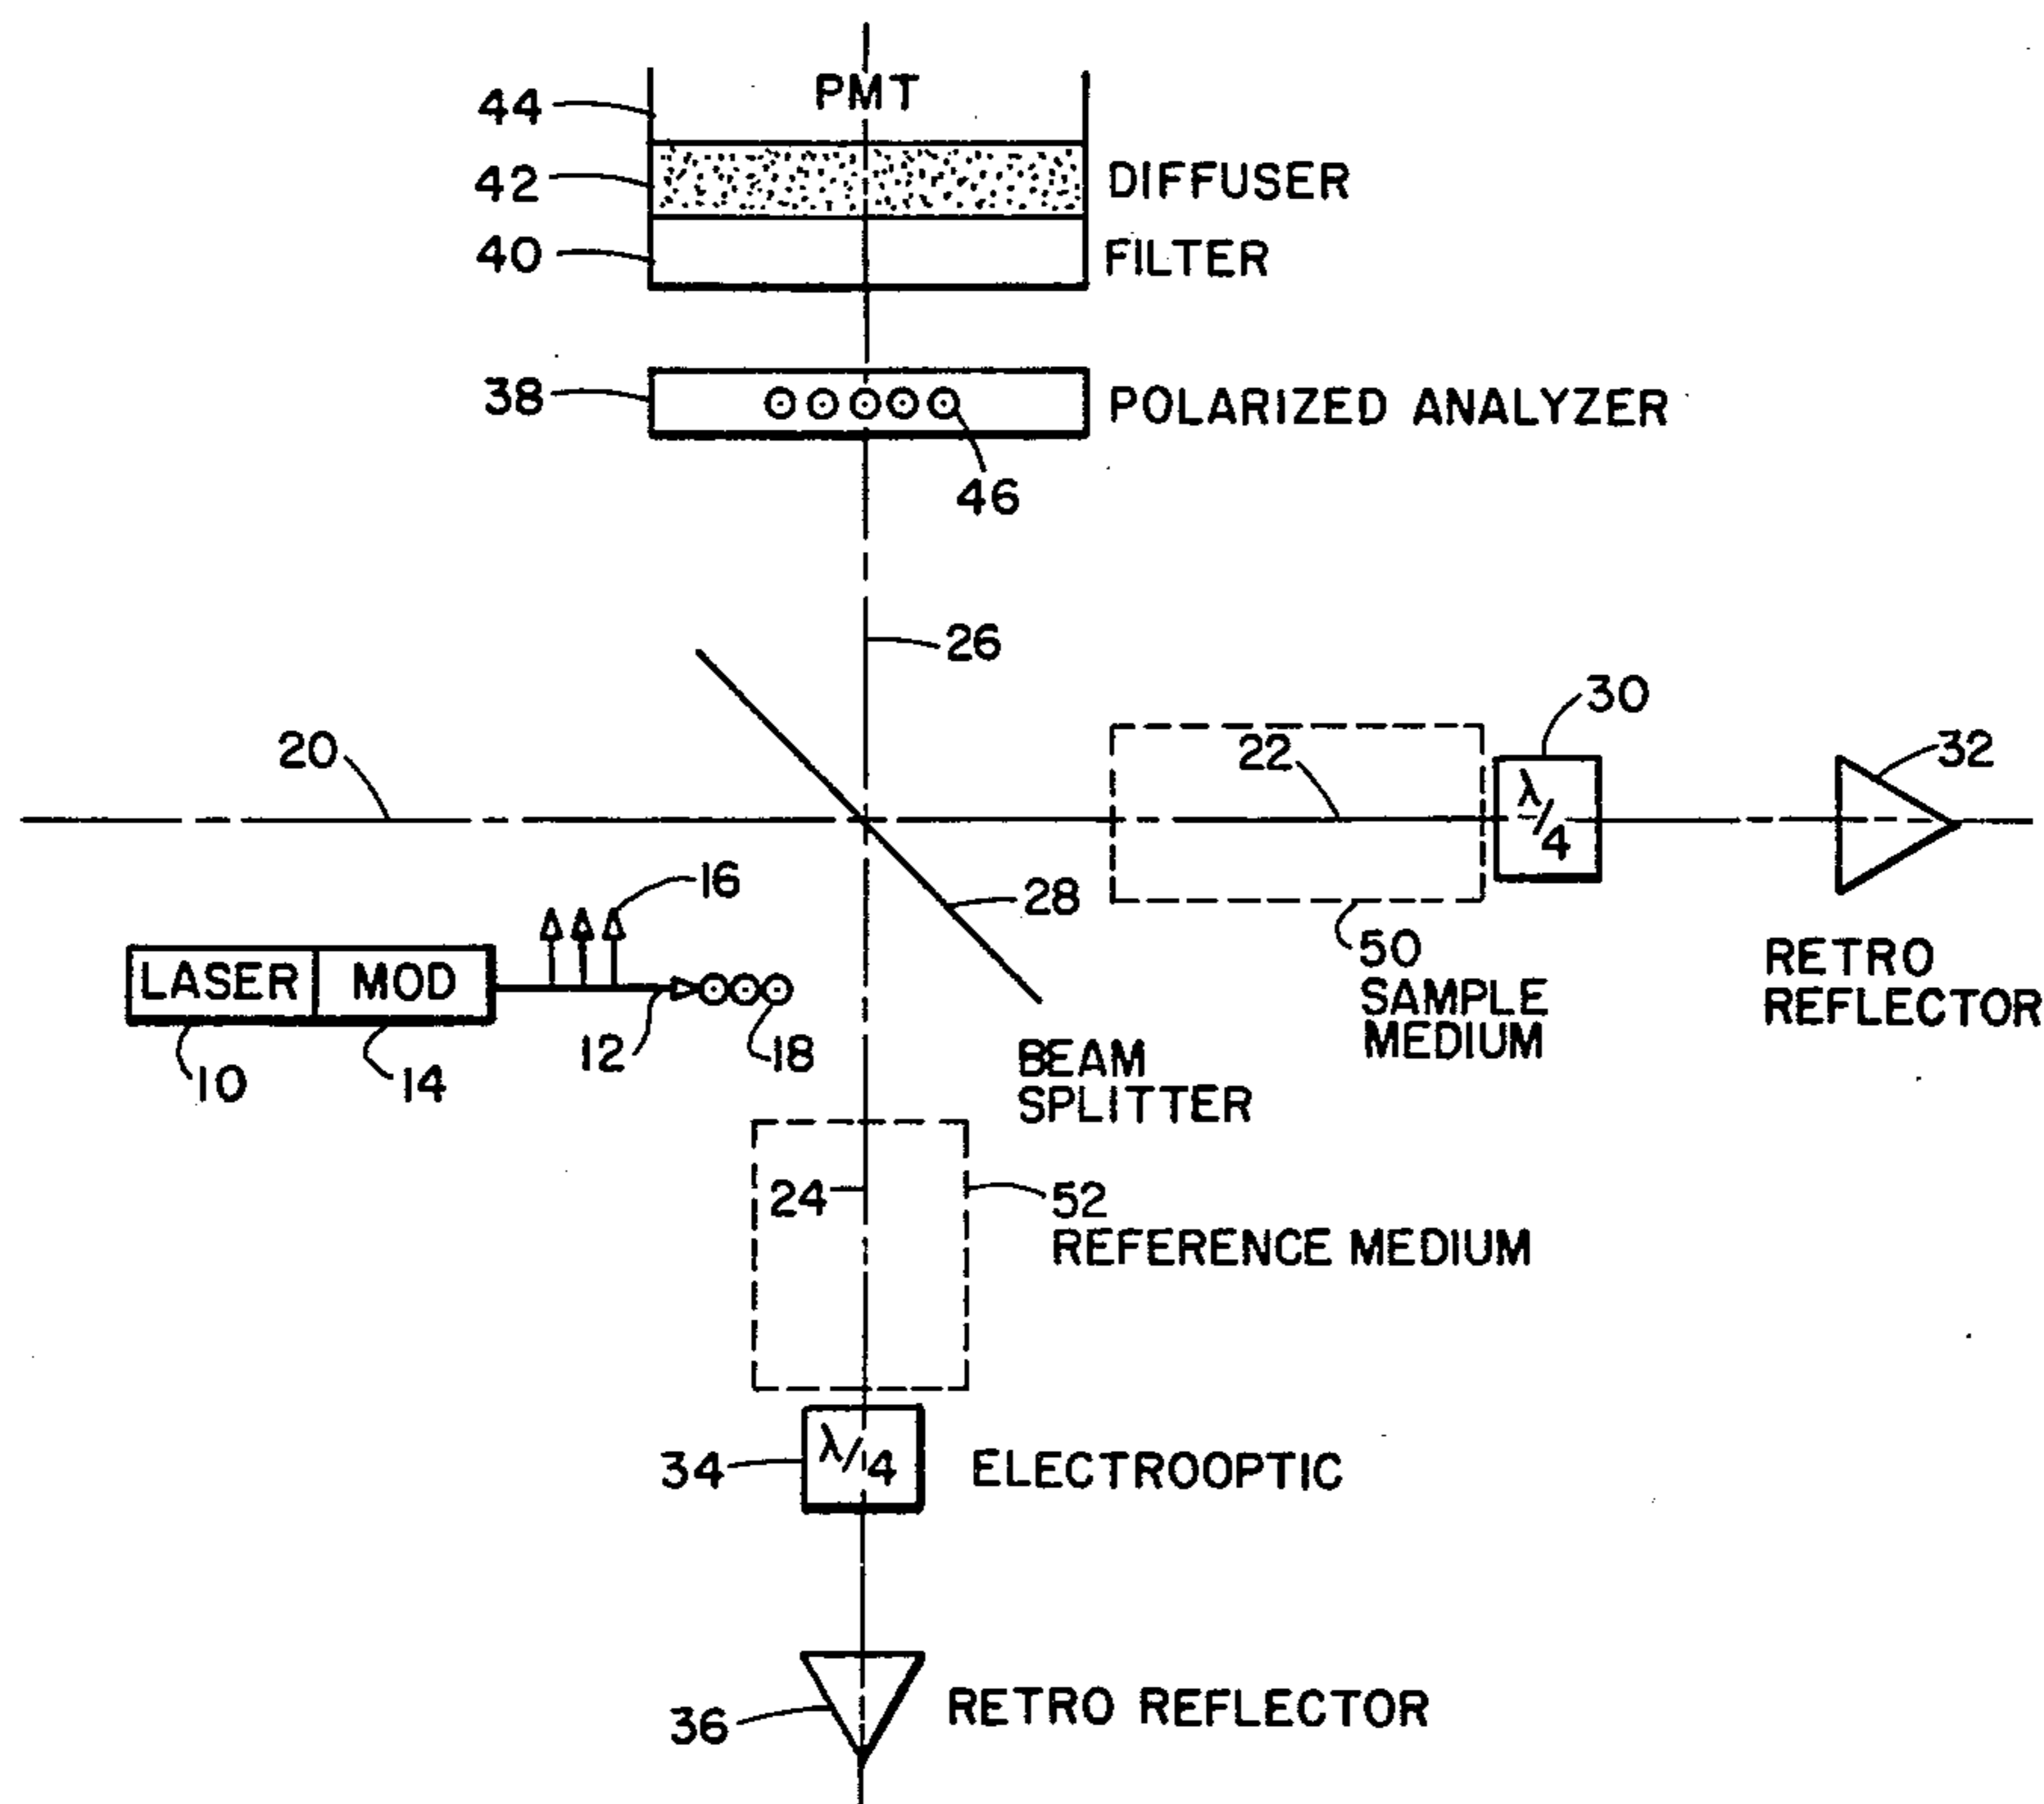 PMT
44
42
DIFFUSER
40
FILTER
38
POLARIZED ANALYZER
46
26
30
20
22
32
λ/4
16
28
50
SAMPLE
MEDIUM
RETRO
REFLECTOR
LASER
MOD
10
14
12
18
BEAM
SPLITTER
24
52
REFERENCE MEDIUM
34
λ/4
ELECTROOPTIC
36
RETRO REFLECTOR